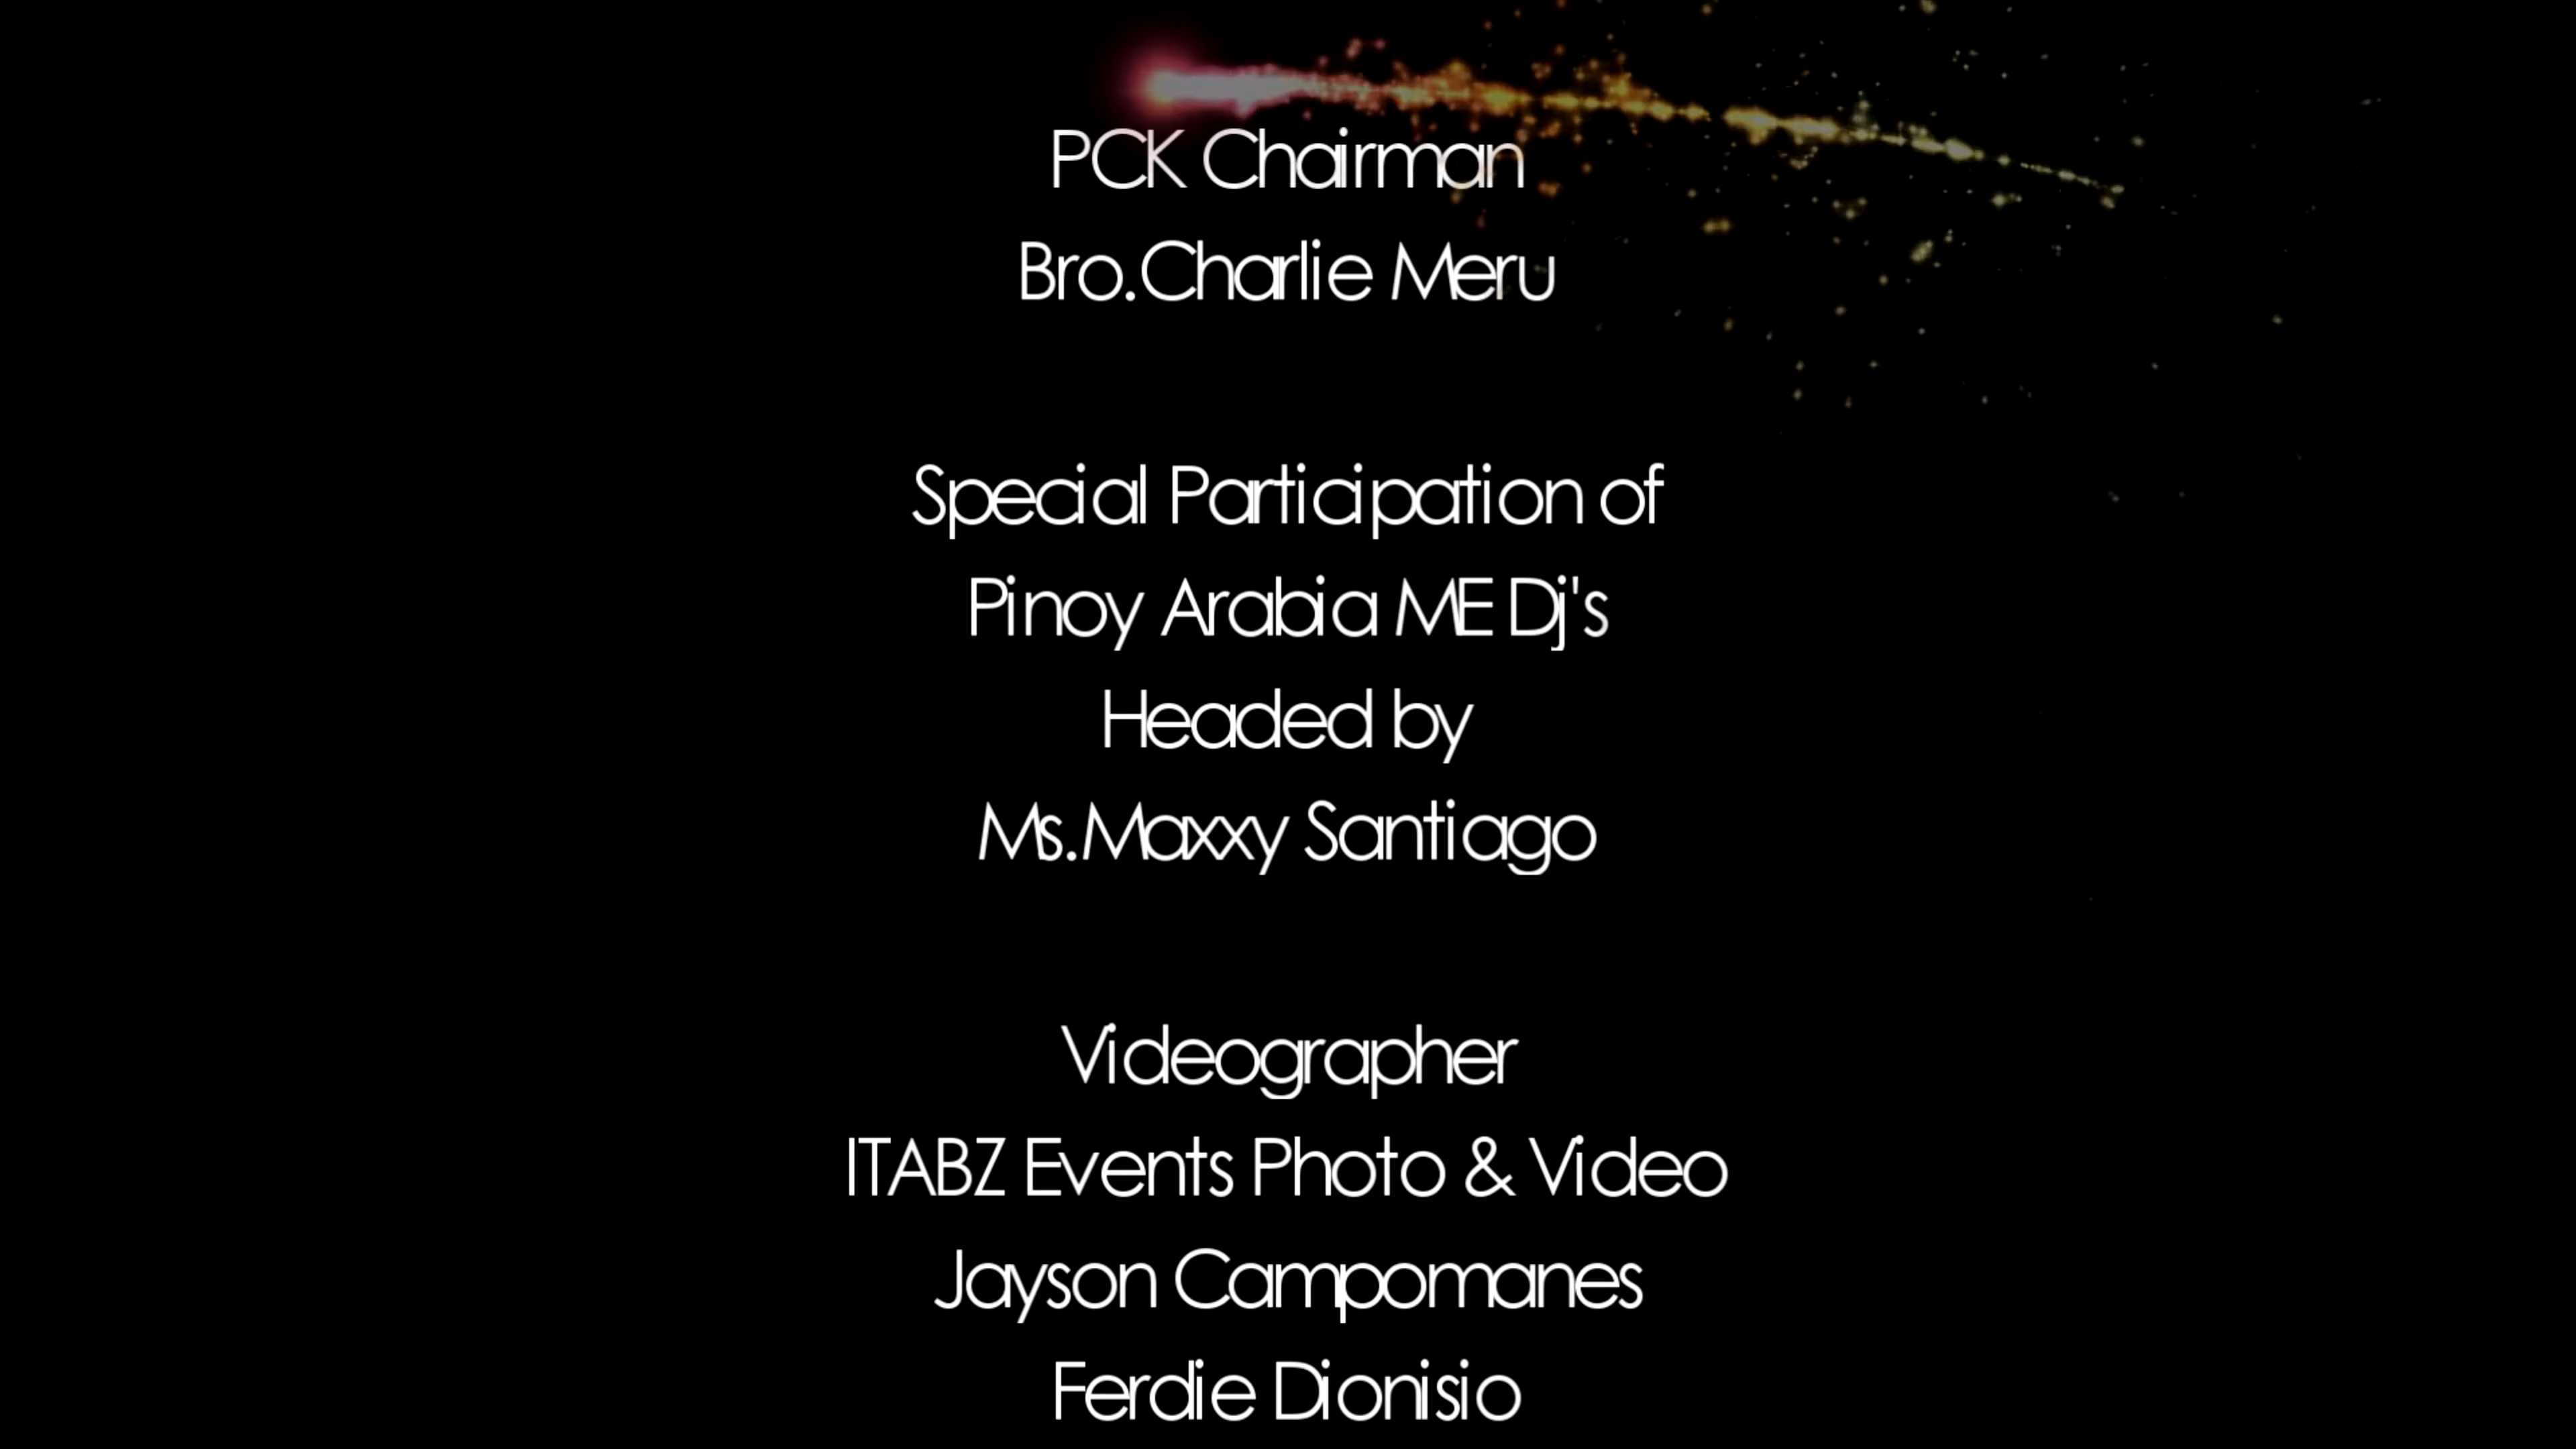 PCK Chairman
Bro.Charlie Meru
Special Participation of
Pinoy Arabia ME Dj's
Headed by
Ms.Maxxy Santiago
Videographer
ITABZ Events Photo & Video
Jayson Campomanes
Ferdie Dionisio